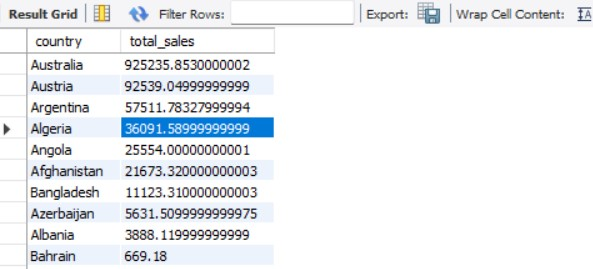 Result Grid Filter Rows: Export: Wrap Cell Content: IA
country total_sales
Australia 925235.8530000002
Austria 92539.04999999999
Argentina 57511.78327999994
Algeria 36091.58999999999
Angola 25554.00000000001
Afghanistan 21673.320000000003
Bangladesh 11123.310000000003
Azerbaijan 5631.5099999999975
Albania 3888.119999999999
Bahrain 669.18